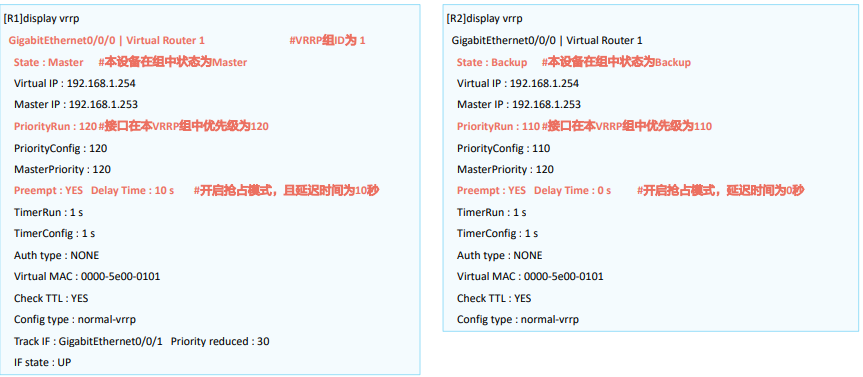 [R1]display vrrp
GigabitEthernet0/0/0 | Virtual Router 1 #VRRP组ID为 1
State : Master #本设备在组中状态为Master
Virtual IP : 192.168.1.254
Master IP : 192.168.1.253
PriorityRun : 120 #接口在本VRRP组中优先级为120
PriorityConfig : 120
MasterPriority : 120
Preempt : YES Delay Time : 10 s #开启抢占模式，且延迟时间为10秒
TimerRun : 1 s
TimerConfig : 1 s
Auth type : NONE
Virtual MAC : 0000-5e00-0101
Check TTL : YES
Config type : normal-vrrp
Track IF : GigabitEthernet0/0/1 Priority reduced : 30
IF state : UP
[R2]display vrrp
GigabitEthernet0/0/0 | Virtual Router 1
State : Backup #本设备在组中状态为Backup
Virtual IP : 192.168.1.254
Master IP : 192.168.1.253
PriorityRun : 110 #接口在本VRRP组中优先级为110
PriorityConfig : 110
MasterPriority : 120
Preempt : YES Delay Time : 0 s #开启抢占模式，延迟时间为0秒
TimerRun : 1 s
TimerConfig : 1 s
Auth type : NONE
Virtual MAC : 0000-5e00-0101
Check TTL : YES
Config type : normal-vrrp